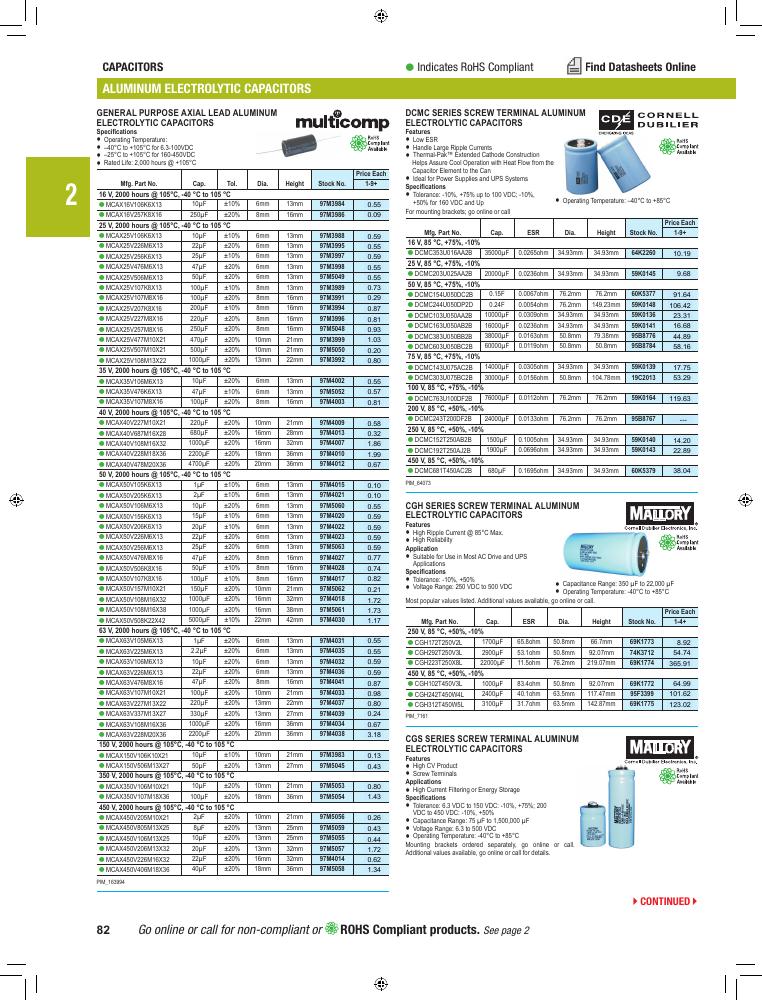 CAPACITORS
● Indicates RoHS Compliant
Find Datasheets Online
ALUMINUM ELECTROLYTIC CAPACITORS
2
GENERAL PURPOSE AXIAL LEAD ALUMINUM
ELECTROLYTIC CAPACITORS
multicomp
Specifications
● Operating Temperature:
● –40°C to +105°C for 6.3-100VDC
● –25°C to +105°C for 160-450VDC
● Rated Life: 2,000 hours @ +105°C
RoHS
Compliant
Available
Price Each
Mfg. Part No. Cap. Tol. Dia. Height Stock No. 1-9+
16 V, 2000 hours @ 105°C, -40 °C to 105 °C
● MCAX16V106K6X13 10µF ±10% 6mm 13mm 97M3984 0.55
● MCAX16V257K8X16 250µF ±20% 8mm 16mm 97M3986 0.09
25 V, 2000 hours @ 105°C, -40 °C to 105 °C
● MCAX25V106K6X13 10µF ±10% 6mm 13mm 97M3988 0.59
● MCAX25V226M6X13 22µF ±20% 6mm 13mm 97M3995 0.55
● MCAX25V256K6X13 25µF ±10% 6mm 13mm 97M3997 0.59
● MCAX25V476M6X13 47µF ±20% 6mm 13mm 97M3998 0.55
● MCAX25V506M6X13 50µF ±20% 6mm 13mm 97M5049 0.55
● MCAX25V107K8X13 100µF ±10% 8mm 13mm 97M3989 0.73
● MCAX25V107M8X16 100µF ±20% 8mm 16mm 97M3991 0.29
● MCAX25V207K8X16 200µF ±10% 8mm 16mm 97M3994 0.87
● MCAX25V227M8X16 220µF ±20% 8mm 16mm 97M3996 0.81
● MCAX25V257M8X16 250µF ±20% 8mm 16mm 97M5048 0.93
● MCAX25V477M10X21 470µF ±20% 10mm 21mm 97M3999 1.03
● MCAX25V507M10X21 500µF ±20% 10mm 21mm 97M5050 0.20
● MCAX25V108M13X22 1000µF ±20% 13mm 22mm 97M3992 0.80
35 V, 2000 hours @ 105°C, -40 °C to 105 °C
● MCAX35V106M6X13 10µF ±20% 6mm 13mm 97M4002 0.55
● MCAX35V476K6X13 47µF ±10% 6mm 13mm 97M5052 0.57
● MCAX35V107M8X16 100µF ±20% 8mm 16mm 97M4003 0.81
40 V, 2000 hours @ 105°C, -40 °C to 105 °C
● MCAX40V227M10X21 220µF ±20% 10mm 21mm 97M4009 0.58
● MCAX40V687M16X28 680µF ±20% 16mm 28mm 97M4013 0.32
● MCAX40V108M16X32 1000µF ±20% 16mm 32mm 97M4007 1.86
● MCAX40V228M18X36 2200µF ±20% 18mm 36mm 97M4010 1.99
● MCAX40V478M20X36 4700µF ±20% 20mm 36mm 97M4012 0.67
50 V, 2000 hours @ 105°C, -40 °C to 105 °C
● MCAX50V105K6X13 1µF ±10% 6mm 13mm 97M4015 0.10
● MCAX50V205K6X13 2µF ±10% 6mm 13mm 97M4021 0.10
● MCAX50V106M6X13 10µF ±20% 6mm 13mm 97M5060 0.55
● MCAX50V156K6X13 15µF ±10% 6mm 13mm 97M4020 0.59
● MCAX50V206K6X13 20µF ±10% 6mm 13mm 97M4022 0.59
● MCAX50V226M6X13 22µF ±20% 6mm 13mm 97M4023 0.59
● MCAX50V256M6X13 25µF ±20% 6mm 13mm 97M5063 0.59
● MCAX50V476M8X16 47µF ±20% 8mm 16mm 97M4027 0.77
● MCAX50V506K8X16 50µF ±10% 8mm 16mm 97M4028 0.74
● MCAX50V107K8X16 100µF ±10% 8mm 16mm 97M4017 0.82
● MCAX50V157M10X21 150µF ±20% 10mm 21mm 97M5062 0.21
● MCAX50V108M16X32 1000µF ±20% 16mm 32mm 97M4018 1.72
● MCAX50V108M16X38 1000µF ±20% 16mm 38mm 97M5061 1.73
● MCAX50V508K22X42 5000µF ±10% 22mm 42mm 97M4030 1.17
63 V, 2000 hours @ 105°C, -40 °C to 105 °C
● MCAX63V105M6X13 1µF ±20% 6mm 13mm 97M4031 0.55
● MCAX63V225M6X13 2.2µF ±20% 6mm 13mm 97M4035 0.55
● MCAX63V106M6X13 10µF ±20% 6mm 13mm 97M4032 0.59
● MCAX63V226M6X13 22µF ±20% 6mm 13mm 97M4036 0.59
● MCAX63V476M8X16 47µF ±20% 8mm 16mm 97M4041 0.87
● MCAX63V107M10X21 100µF ±20% 10mm 21mm 97M4033 0.98
● MCAX63V227M13X22 220µF ±20% 13mm 22mm 97M4037 0.80
● MCAX63V337M13X27 330µF ±20% 13mm 27mm 97M4039 0.24
● MCAX63V108M16X36 1000µF ±20% 16mm 36mm 97M4034 0.67
● MCAX63V228M20X36 2200µF ±20% 20mm 36mm 97M4038 3.18
150 V, 2000 hours @ 105°C, -40 °C to 105 °C
● MCAX150V106K10X21 10µF ±10% 10mm 21mm 97M3983 0.13
● MCAX150V506M13X27 50µF ±20% 13mm 27mm 97M5045 0.43
350 V, 2000 hours @ 105°C, -40 °C to 105 °C
● MCAX350V106M10X21 10µF ±20% 10mm 21mm 97M5053 0.80
● MCAX350V107M18X36 100µF ±20% 18mm 36mm 97M5054 1.43
450 V, 2000 hours @ 105°C, -40 °C to 105 °C
● MCAX450V205M10X21 2µF ±20% 10mm 21mm 97M5056 0.26
● MCAX450V805M13X25 8µF ±20% 13mm 25mm 97M5059 0.43
● MCAX450V106M13X25 10µF ±20% 13mm 25mm 97M5055 0.44
● MCAX450V206M13X32 20µF ±20% 13mm 32mm 97M5057 1.72
● MCAX450V226M16X32 22µF ±20% 16mm 32mm 97M4014 0.62
● MCAX450V406M18X36 40µF ±20% 18mm 36mm 97M5058 1.34
PIM_163994
DCMC SERIES SCREW TERMINAL ALUMINUM
ELECTROLYTIC CAPACITORS
CDE CORNELL
DUBILIER
Features
● Low ESR
● Handle Large Ripple Currents
● Thermal-Pak™ Extended Cathode Construction
Helps Assure Cool Operation with Heat Flow from the
Capacitor Element to the Can
● Ideal for Power Supplies and UPS Systems
Specifications
● Tolerance: -10%, +75% up to 100 VDC; -10%,
+50% for 160 VDC and Up
RoHS
Compliant
Available
● Operating Temperature: –40°C to +85°C
For mounting brackets; go online or call
Price Each
Mfg. Part No. Cap. ESR Dia. Height Stock No. 1-9+
16 V, 85 °C, +75%, -10%
● DCMC353U016AA2B 35000µF 0.0265ohm 34.93mm 34.93mm 64K2260 10.19
25 V, 85 °C, +75%, -10%
● DCMC203U025AA2B 20000µF 0.0236ohm 34.93mm 34.93mm 59K0145 9.68
50 V, 85 °C, +75%, -10%
● DCMC154U050DC2B 0.15F 0.0067ohm 76.2mm 76.2mm 60K5377 91.64
● DCMC244U050DP2D 0.24F 0.0054ohm 76.2mm 149.23mm 59K0148 106.42
● DCMC103U050AA2B 10000µF 0.0309ohm 34.93mm 34.93mm 59K0136 23.31
● DCMC163U050AB2B 16000µF 0.0236ohm 34.93mm 34.93mm 59K0141 16.68
● DCMC383U050BB2B 38000µF 0.0163ohm 50.8mm 79.38mm 95B8776 44.89
● DCMC603U050BC2B 60000µF 0.0119ohm 50.8mm 50.8mm 95B8784 58.16
75 V, 85 °C, +75%, -10%
● DCMC143U075AC2B 14000µF 0.0305ohm 34.93mm 34.93mm 59K0139 17.75
● DCMC303U075BC2B 30000µF 0.0156ohm 50.8mm 104.78mm 19C2013 53.29
100 V, 85 °C, +75%, -10%
● DCMC763U100DF2B 76000µF 0.0112ohm 76.2mm 76.2mm 59K0164 119.63
200 V, 85 °C, +50%, -10%
● DCMC243T200DF2B 24000µF 0.0133ohm 76.2mm 76.2mm 95B8767 ---
250 V, 85 °C, +50%, -10%
● DCMC152T250AB2B 1500µF 0.1005ohm 34.93mm 34.93mm 59K0140 14.20
● DCMC192T250AJ2B 1900µF 0.0696ohm 34.93mm 34.93mm 59K0143 22.89
450 V, 85 °C, +50%, -10%
● DCMC681T450AC2B 680µF 0.1695ohm 34.93mm 34.93mm 60K5379 38.04
PIM_64073
CGH SERIES SCREW TERMINAL ALUMINUM
ELECTROLYTIC CAPACITORS
MALLORY
Cornell Dubilier Electronics, Inc.
Features
● High Ripple Current @ 85°C Max.
● High Reliability
Application
● Suitable for Use in Most AC Drive and UPS
Applications
Specifications
● Tolerance: -10%, +50%
● Voltage Range: 250 VDC to 500 VDC
RoHS
Compliant
Available
● Capacitance Range: 350 µF to 22,000 µF
● Operating Temperature: -40°C to +85°C
Most popular values listed. Additional values available, go online or call.
Price Each
Mfg. Part No. Cap. ESR Dia. Height Stock No. 1-4+
250 V, 85 °C, +50%, -10%
● CGH172T250V2L 1700µF 65.8ohm 50.8mm 66.7mm 69K1773 8.92
● CGH292T250V3L 2900µF 53.1ohm 50.8mm 92.07mm 74K3712 54.74
● CGH223T250X8L 22000µF 11.5ohm 76.2mm 219.07mm 69K1774 365.91
450 V, 85 °C, +50%, -10%
● CGH102T450V3L 1000µF 83.4ohm 50.8mm 92.07mm 69K1772 64.99
● CGH242T450W4L 2400µF 40.1ohm 63.5mm 117.47mm 95F3399 101.62
● CGH312T450W5L 3100µF 31.7ohm 63.5mm 142.87mm 69K1775 123.02
PIM_7161
CGS SERIES SCREW TERMINAL ALUMINUM
ELECTROLYTIC CAPACITORS
MALLORY
Cornell Dubilier Electronics, Inc.
Features
● High CV Product
● Screw Terminals
Applications
● High Current Filtering or Energy Storage
Specifications
● Tolerance: 6.3 VDC to 150 VDC: -10%, +75%; 200
VDC to 450 VDC: -10%, +50%
● Capacitance Range: 75 µF to 1,500,000 µF
● Voltage Range: 6.3 to 500 VDC
● Operating Temperature: -40°C to +85°C
RoHS
Compliant
Available
Mounting brackets ordered separately, go online or call.
Additional values available, go online or call for details.
CONTINUED
82 Go online or call for non-compliant or ROHS Compliant products. See page 2